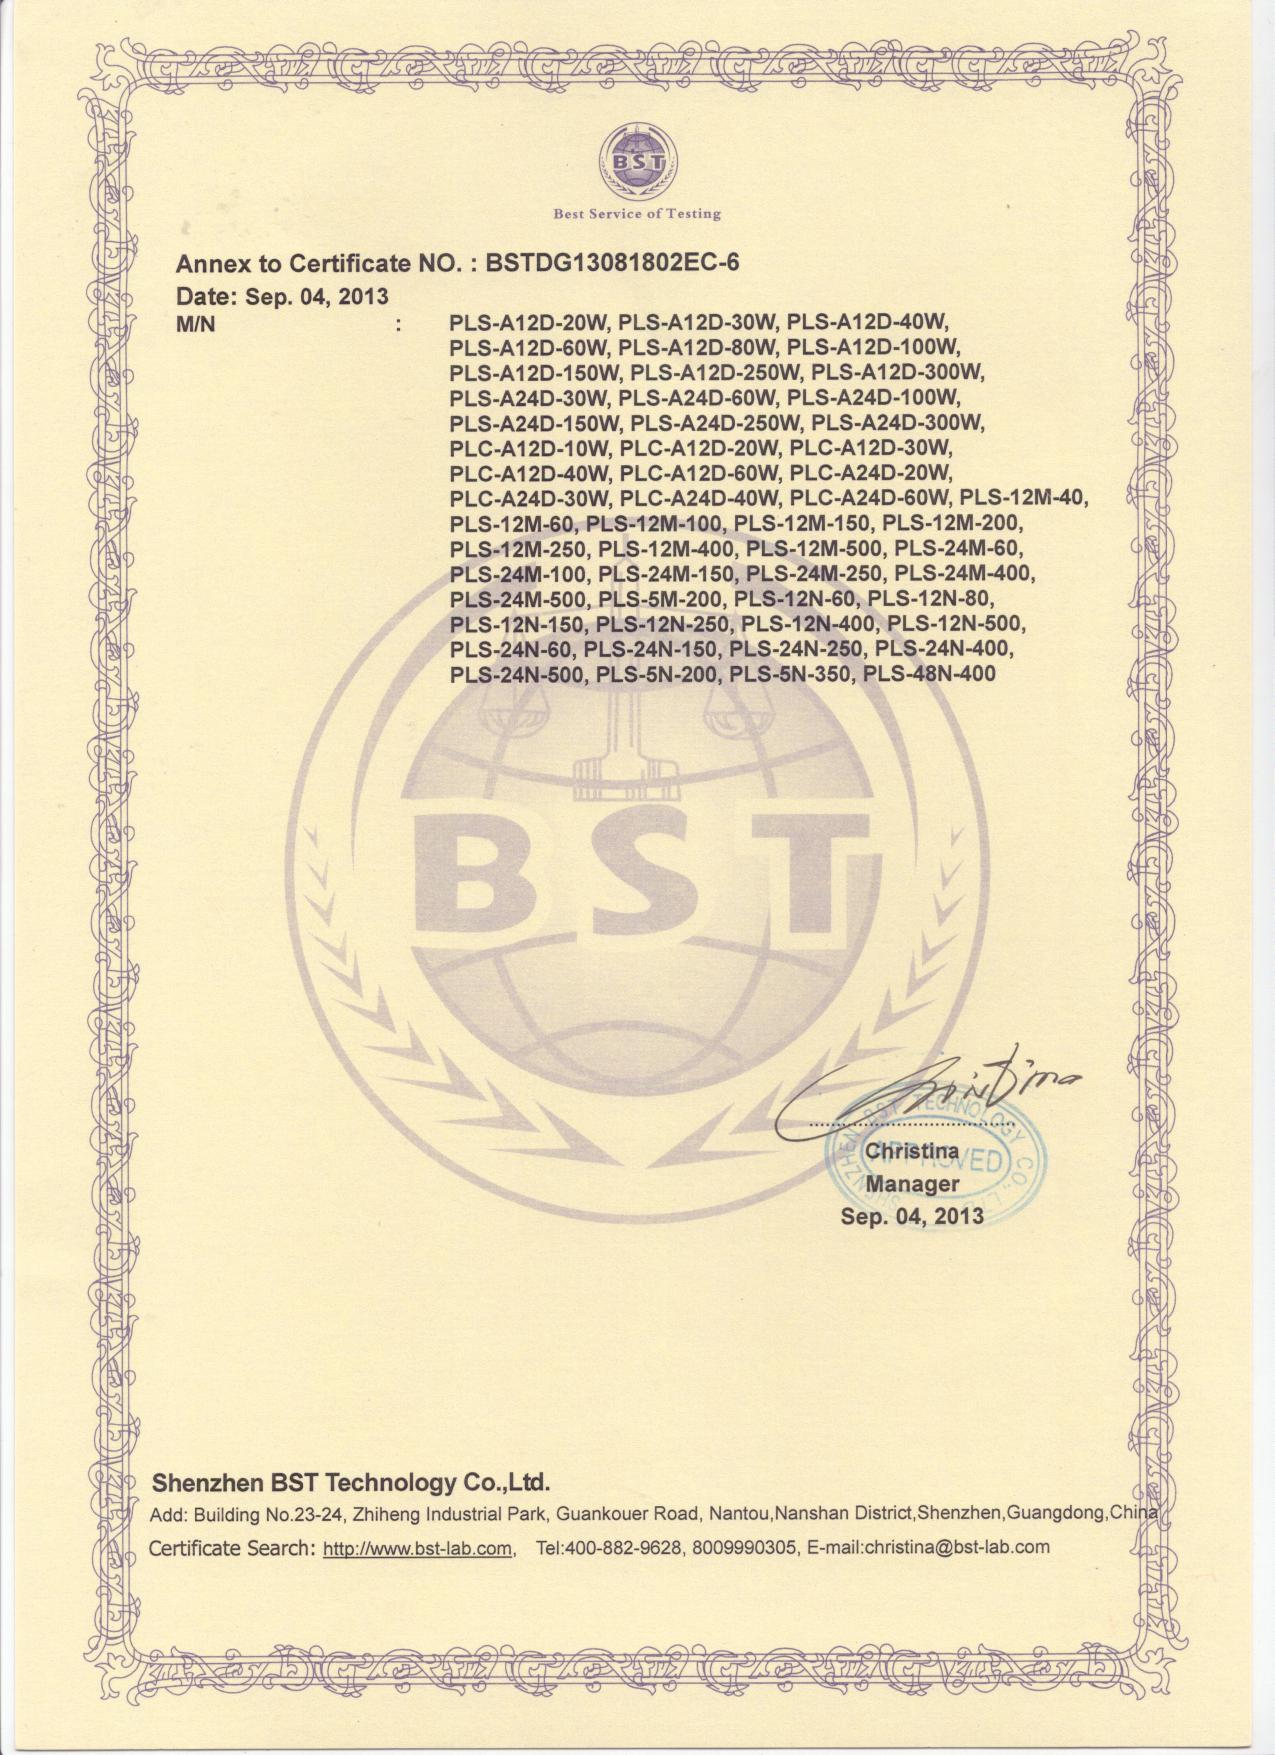 BST
Best Service of Testing
Annex to Certificate NO. : BSTDG13081802EC-6
Date: Sep. 04, 2013
M/N : PLS-A12D-20W, PLS-A12D-30W, PLS-A12D-40W,
PLS-A12D-60W, PLS-A12D-80W, PLS-A12D-100W,
PLS-A12D-150W, PLS-A12D-250W, PLS-A12D-300W,
PLS-A24D-30W, PLS-A24D-60W, PLS-A24D-100W,
PLS-A24D-150W, PLS-A24D-250W, PLS-A24D-300W,
PLC-A12D-10W, PLC-A12D-20W, PLC-A12D-30W,
PLC-A12D-40W, PLC-A12D-60W, PLC-A24D-20W,
PLC-A24D-30W, PLC-A24D-40W, PLC-A24D-60W, PLS-12M-40,
PLS-12M-60, PLS-12M-100, PLS-12M-150, PLS-12M-200,
PLS-12M-250, PLS-12M-400, PLS-12M-500, PLS-24M-60,
PLS-24M-100, PLS-24M-150, PLS-24M-250, PLS-24M-400,
PLS-24M-500, PLS-5M-200, PLS-12N-60, PLS-12N-80,
PLS-12N-150, PLS-12N-250, PLS-12N-400, PLS-12N-500,
PLS-24N-60, PLS-24N-150, PLS-24N-250, PLS-24N-400,
PLS-24N-500, PLS-5N-200, PLS-5N-350, PLS-48N-400
BST
Christina
SHENZHEN BST TECHNOLOGY CO., LTD
APPROVED
Christina
Manager
Sep. 04, 2013
Shenzhen BST Technology Co.,Ltd.
Add: Building No.23-24, Zhiheng Industrial Park, Guankouer Road, Nantou,Nanshan District,Shenzhen,Guangdong,China
Certificate Search: http://www.bst-lab.com, Tel:400-882-9628, 8009990305, E-mail:christina@bst-lab.com